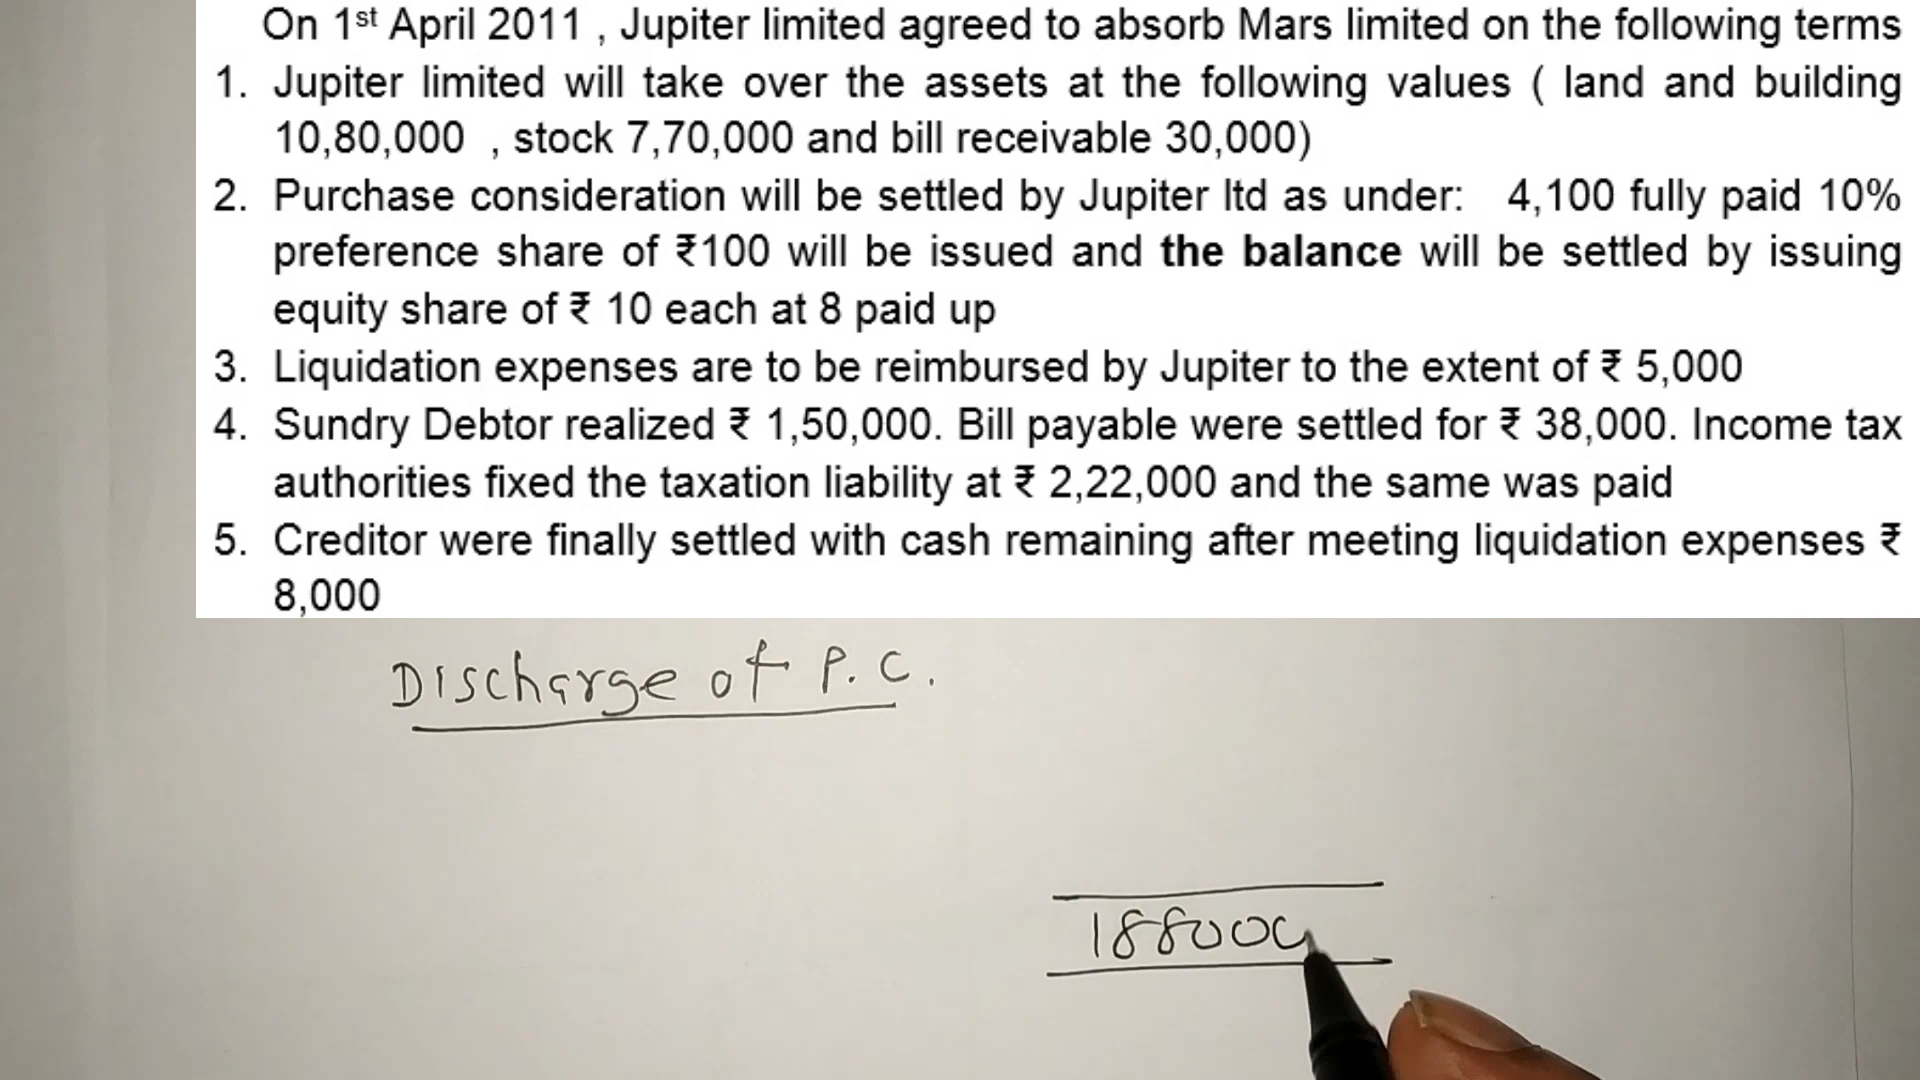 On 1st April 2011 , Jupiter limited agreed to absorb Mars limited on the following terms
1. Jupiter limited will take over the assets at the following values ( land and building
10,80,000 , stock 7,70,000 and bill receivable 30,000)
2. Purchase consideration will be settled by Jupiter ltd as under: 4,100 fully paid 10%
preference share of ₹100 will be issued and the balance will be settled by issuing
equity share of ₹ 10 each at 8 paid up
3. Liquidation expenses are to be reimbursed by Jupiter to the extent of ₹ 5,000
4. Sundry Debtor realized ₹ 1,50,000. Bill payable were settled for ₹ 38,000. Income tax
authorities fixed the taxation liability at ₹ 2,22,000 and the same was paid
5. Creditor were finally settled with cash remaining after meeting liquidation expenses ₹
8,000
Discharge of P.C.
1880000